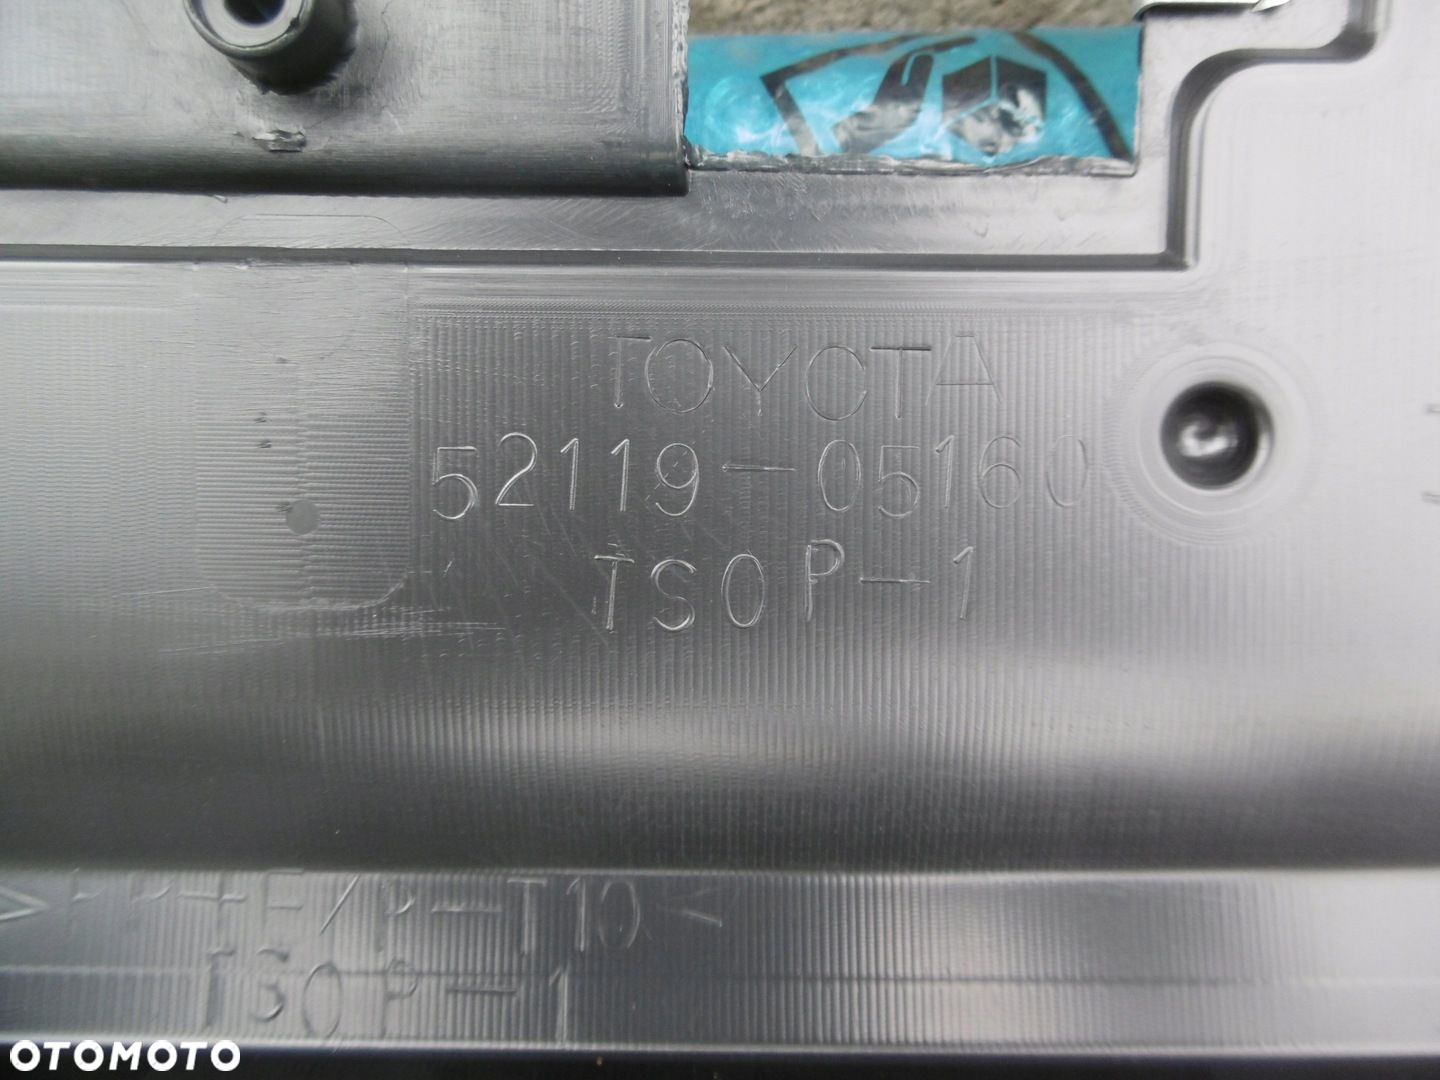 TOYOTA
52119-05160
TSOP-1
>PP+E/P-T10<
TSOP-1
OTOMOTO